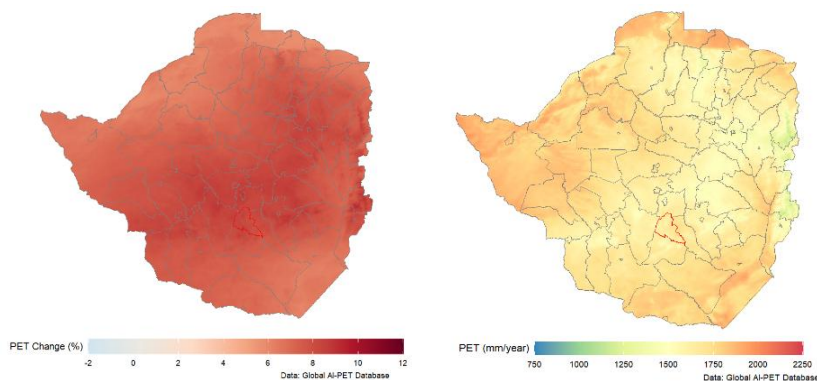 PET Change (%)
-2 0 2 4 6 8 10 12
Data: Global AI-PET Database
PET (mm/year)
750 1000 1250 1500 1750 2000 2250
Data: Global AI-PET Database